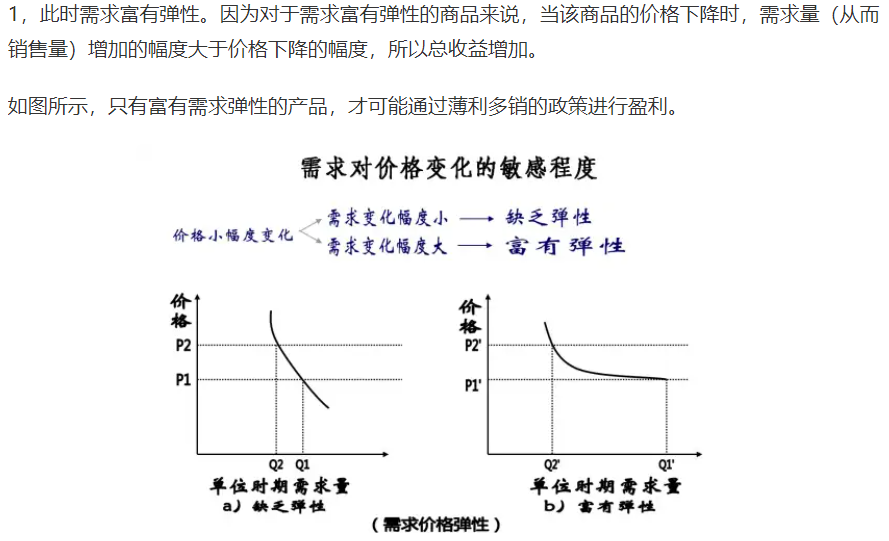 1，此时需求富有弹性。因为对于需求富有弹性的商品来说，当该商品的价格下降时，需求量（从而
销售量）增加的幅度大于价格下降的幅度，所以总收益增加。
如图所示，只有富有需求弹性的产品，才可能通过薄利多销的政策进行盈利。
需求对价格变化的敏感程度
价格小幅度变化
需求变化幅度小
缺乏弹性
需求变化幅度大
富有弹性
价格
P2
P1
Q2 Q1
单位时期需求量
a）缺乏弹性
价格
P2'
P1'
Q2' Q1'
单位时期需求量
b）富有弹性
（需求价格弹性）